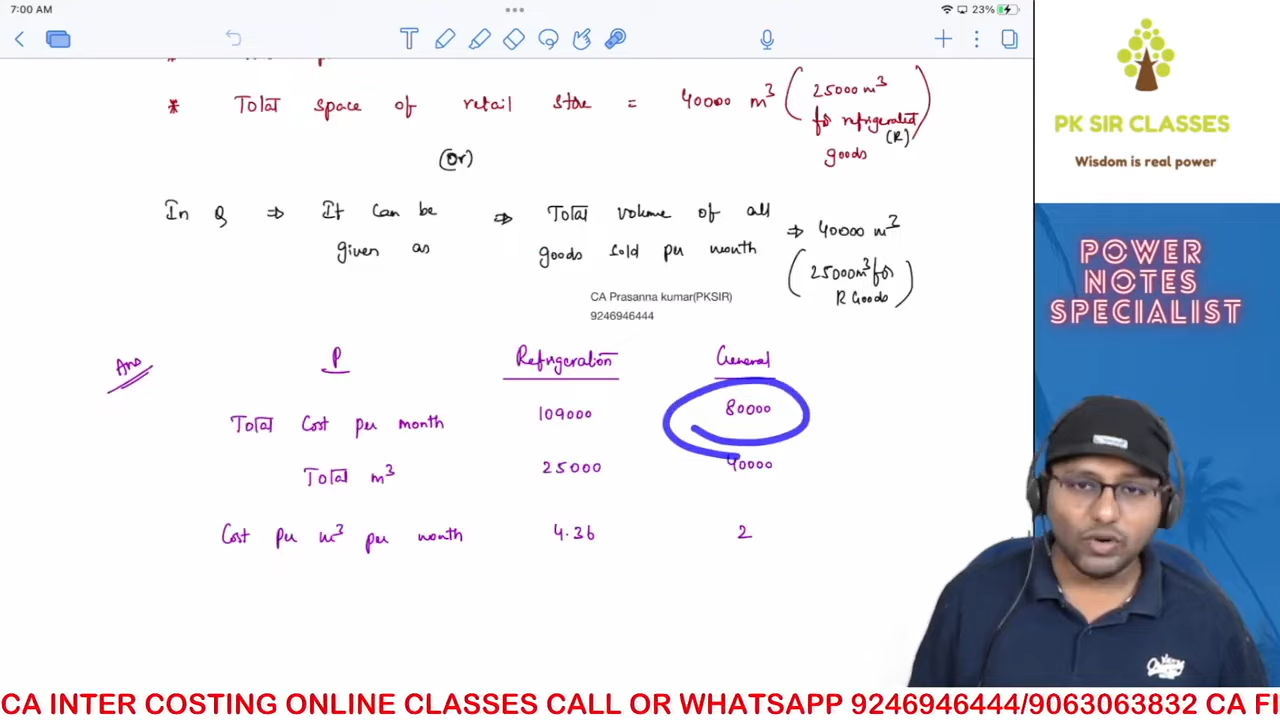 7:00 AM
23%
* Total space of retail store = 40000 m³ (25000 m³
for refrigerated
(R)
goods
(Or)
In Q ⇒ It can be ⇒ Total volume of all
given as goods sold per month ⇒ 40000 m³
(25000m³ for
R Goods)
CA Prasanna kumar(PKSIR)
9246946444
Ans
P Refrigeration General
Total Cost per month 109000 80000
Total m³ 25000 40000
Cost per m³ per month 4.36 2
PK SIR CLASSES
Wisdom is real power
POWER
NOTES
SPECIALIST
CA INTER COSTING ONLINE CLASSES CALL OR WHATSAPP 9246946444/9063063832 CA FI